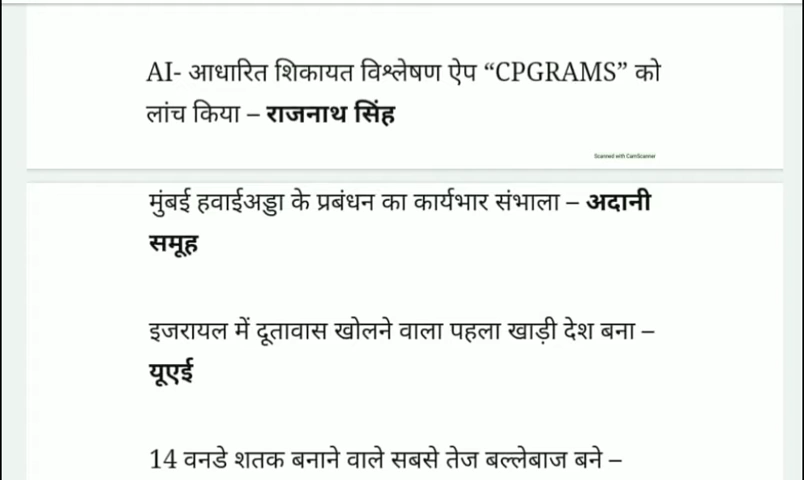 AI- आधारित शिकायत विश्लेषण ऐप “CPGRAMS” को
लांच किया – राजनाथ सिंह
Scanned with CamScanner
मुंबई हवाईअड्डा के प्रबंधन का कार्यभार संभाला – अदानी
समूह
इजरायल में दूतावास खोलने वाला पहला खाड़ी देश बना –
यूएई
14 वनडे शतक बनाने वाले सबसे तेज बल्लेबाज बने –